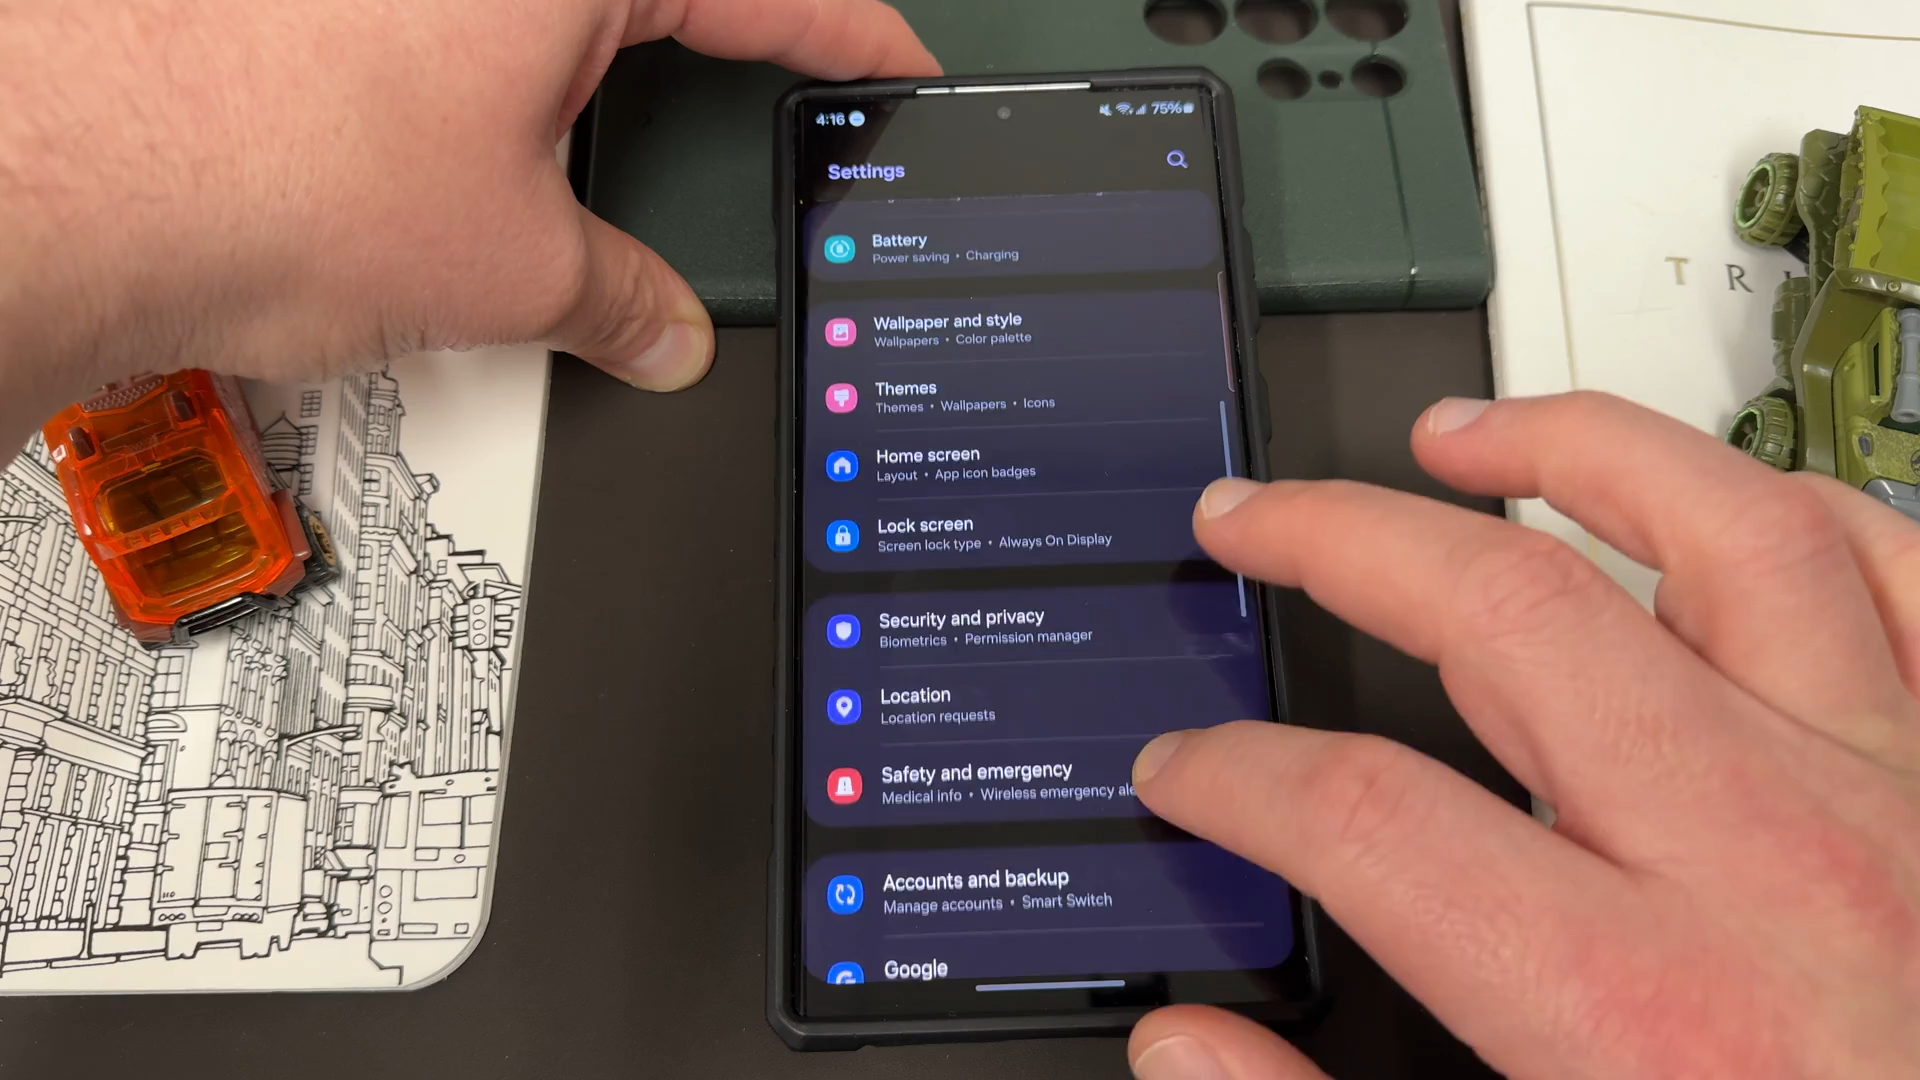 4:16
75%
Settings
Battery
Power saving • Charging
Wallpaper and style
Wallpapers • Color palette
Themes
Themes • Wallpapers • Icons
Home screen
Layout • App icon badges
Lock screen
Screen lock type • Always On Display
Security and privacy
Biometrics • Permission manager
Location
Location requests
Safety and emergency
Medical info • Wireless emergency
Accounts and backup
Manage accounts • Smart Switch
Google
T R